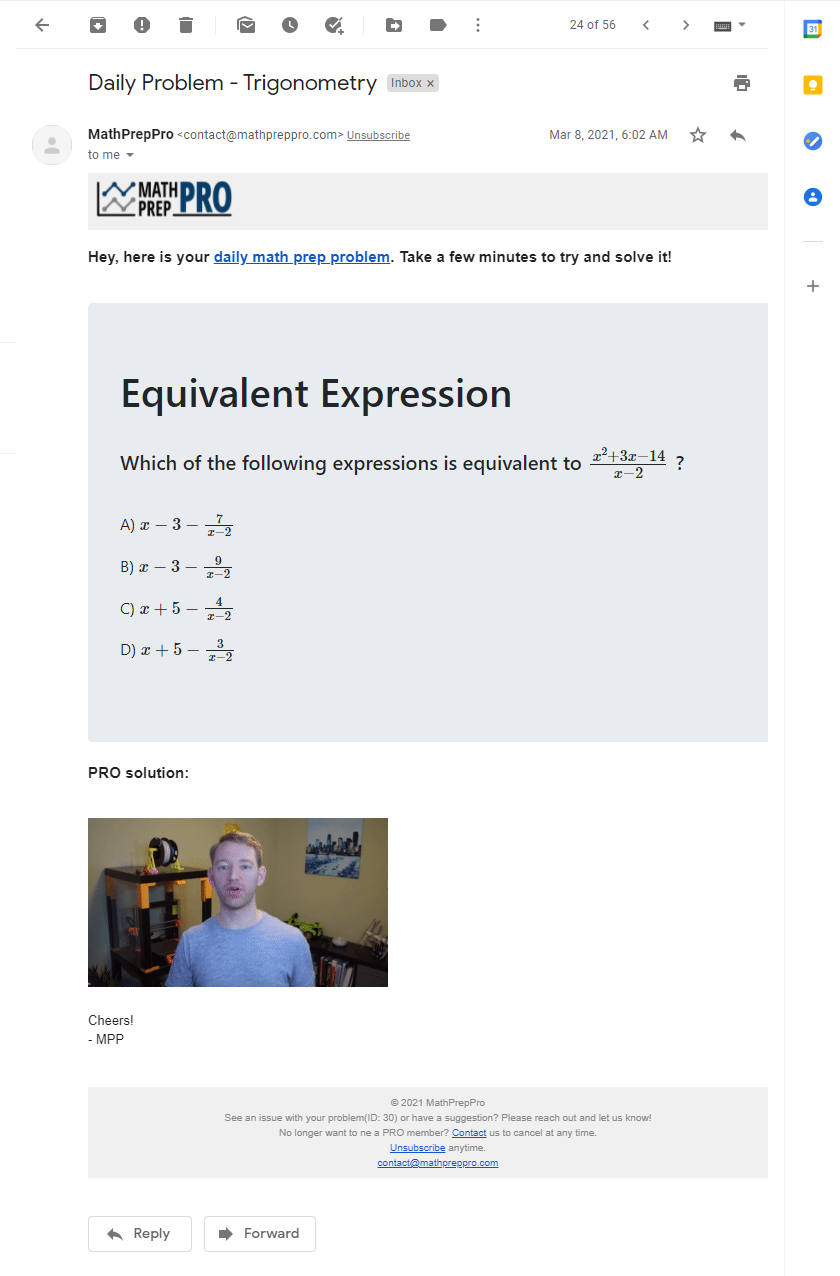 24 of 56
31
Daily Problem - Trigonometry Inbox ×
MathPrepPro <contact@mathpreppro.com> Unsubscribe Mar 8, 2021, 6:02 AM
to me
MATH PREP PRO
Hey, here is your daily math prep problem. Take a few minutes to try and solve it!
Equivalent Expression
Which of the following expressions is equivalent to \frac{x^2+3x-14}{x-2} ?
A) x − 3 − \frac{7}{x-2}
B) x − 3 − \frac{9}{x-2}
C) x + 5 − \frac{4}{x-2}
D) x + 5 − \frac{3}{x-2}
PRO solution:
Cheers!
- MPP
© 2021 MathPrepPro
See an issue with your problem(ID: 30) or have a suggestion? Please reach out and let us know!
No longer want to ne a PRO member? Contact us to cancel at any time.
Unsubscribe anytime.
contact@mathpreppro.com
Reply Forward